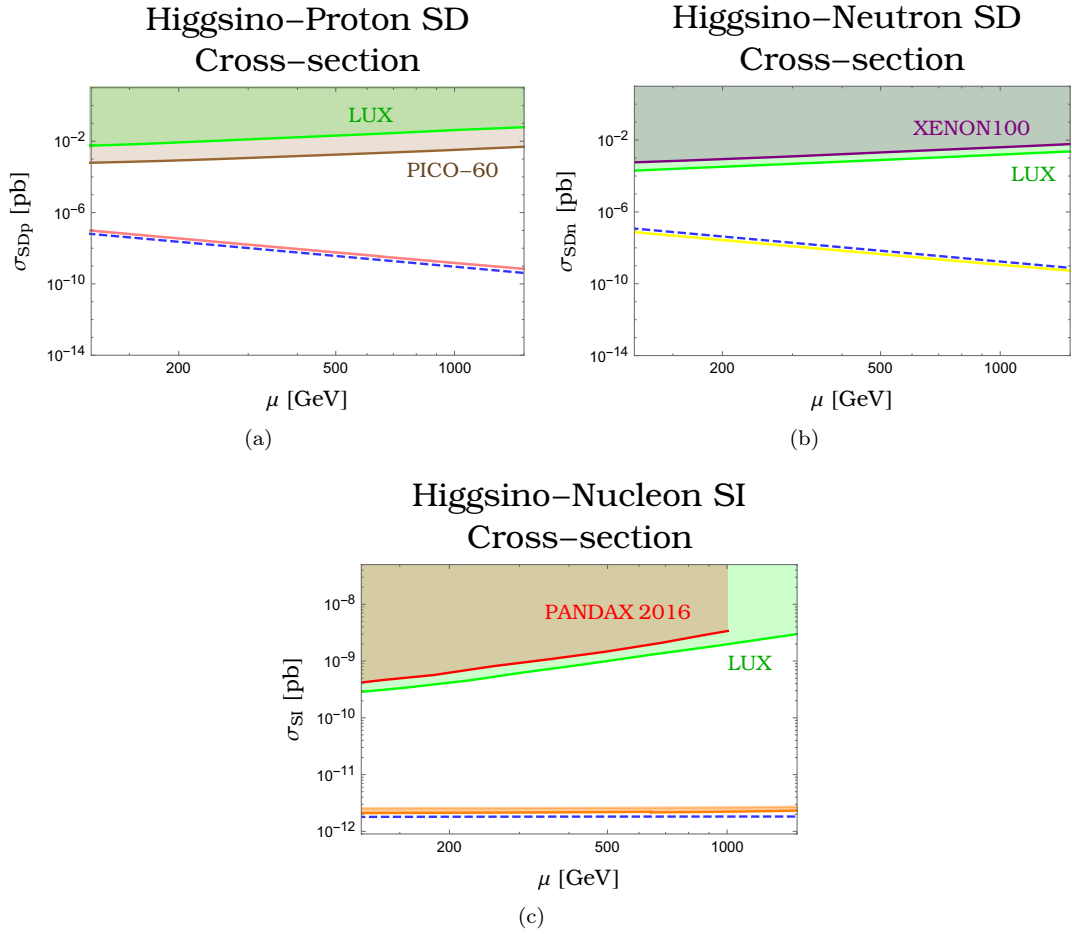 Higgsino–Proton SD
Cross–section
LUX
PICO–60
10⁻²
10⁻⁶
10⁻¹⁰
10⁻¹⁴
σSDp [pb]
200
500
1000
μ [GeV]
(a)
Higgsino–Neutron SD
Cross–section
XENON100
LUX
10⁻²
10⁻⁶
10⁻¹⁰
10⁻¹⁴
σSDn [pb]
200
500
1000
μ [GeV]
(b)
Higgsino–Nucleon SI
Cross–section
PANDAX 2016
LUX
10⁻⁸
10⁻⁹
10⁻¹⁰
10⁻¹¹
10⁻¹²
σSI [pb]
200
500
1000
μ [GeV]
(c)